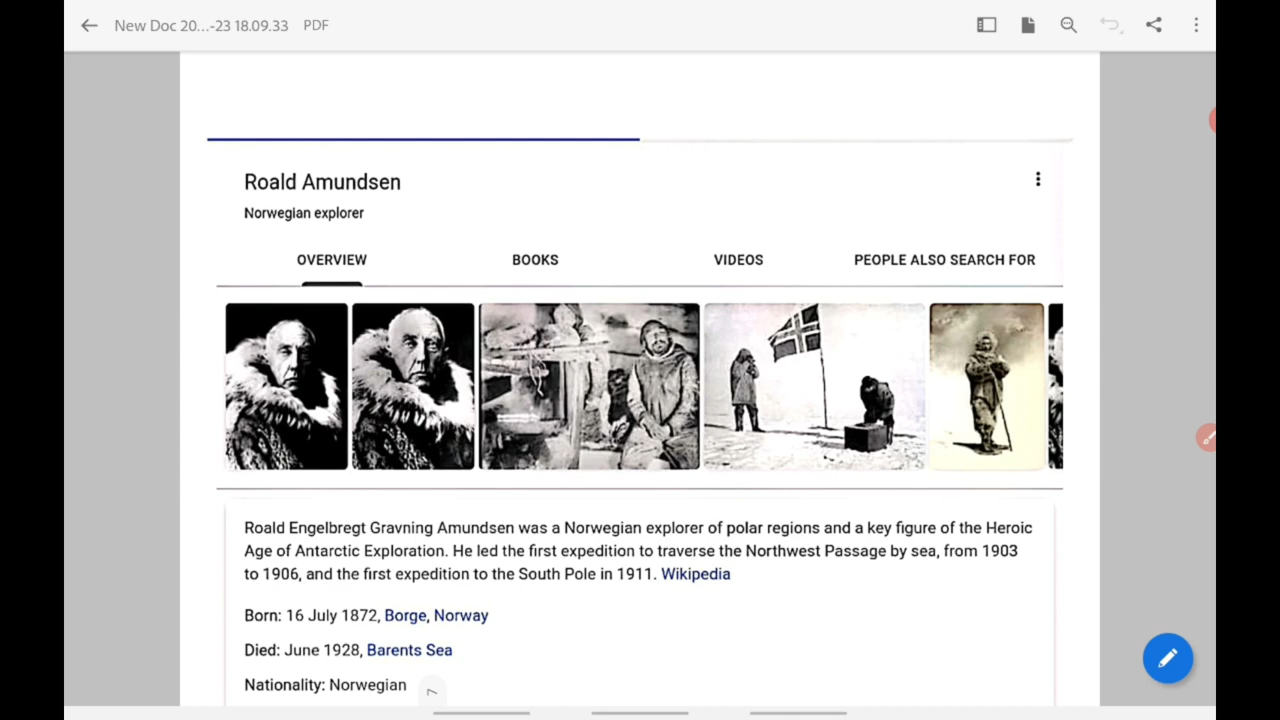 New Doc 20...-23 18.09.33 PDF
Roald Amundsen
Norwegian explorer
OVERVIEW BOOKS VIDEOS PEOPLE ALSO SEARCH FOR
Roald Engelbregt Gravning Amundsen was a Norwegian explorer of polar regions and a key figure of the Heroic
Age of Antarctic Exploration. He led the first expedition to traverse the Northwest Passage by sea, from 1903
to 1906, and the first expedition to the South Pole in 1911. Wikipedia
Born: 16 July 1872, Borge, Norway
Died: June 1928, Barents Sea
Nationality: Norwegian